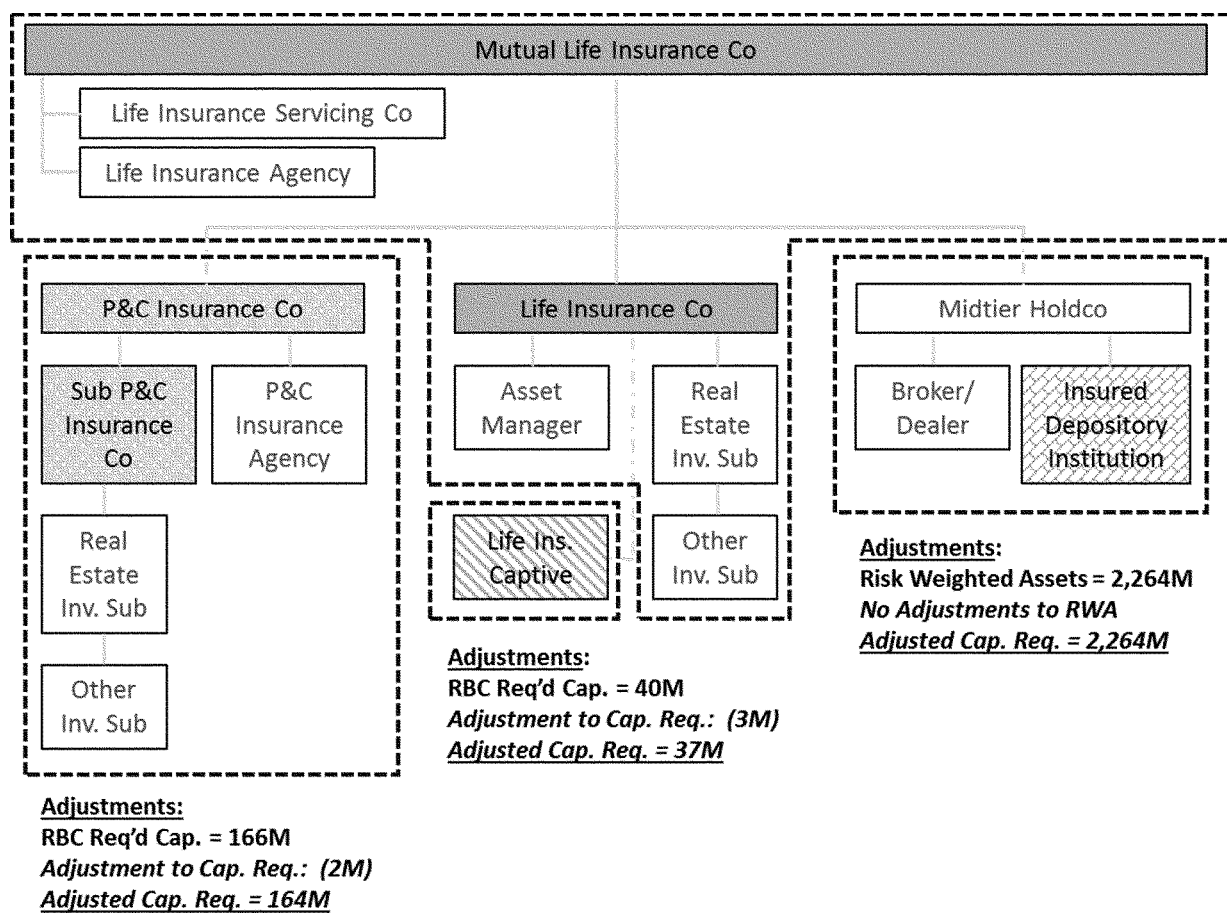 Mutual Life Insurance Co
Life Insurance Servicing Co
Life Insurance Agency
P&C Insurance Co
Sub P&C
Insurance
Co
P&C
Insurance
Agency
Real
Estate
Inv. Sub
Other
Inv. Sub
Adjustments:
RBC Req'd Cap. = 166M
Adjustment to Cap. Req.: (2M)
Adjusted Cap. Req. = 164M
Life Insurance Co
Asset
Manager
Real
Estate
Inv. Sub
Life Ins.
Captive
Other
Inv. Sub
Adjustments:
RBC Req'd Cap. = 40M
Adjustment to Cap. Req.: (3M)
Adjusted Cap. Req. = 37M
Midtier Holdco
Broker/
Dealer
Insured
Depository
Institution
Adjustments:
Risk Weighted Assets = 2,264M
No Adjustments to RWA
Adjusted Cap. Req. = 2,264M